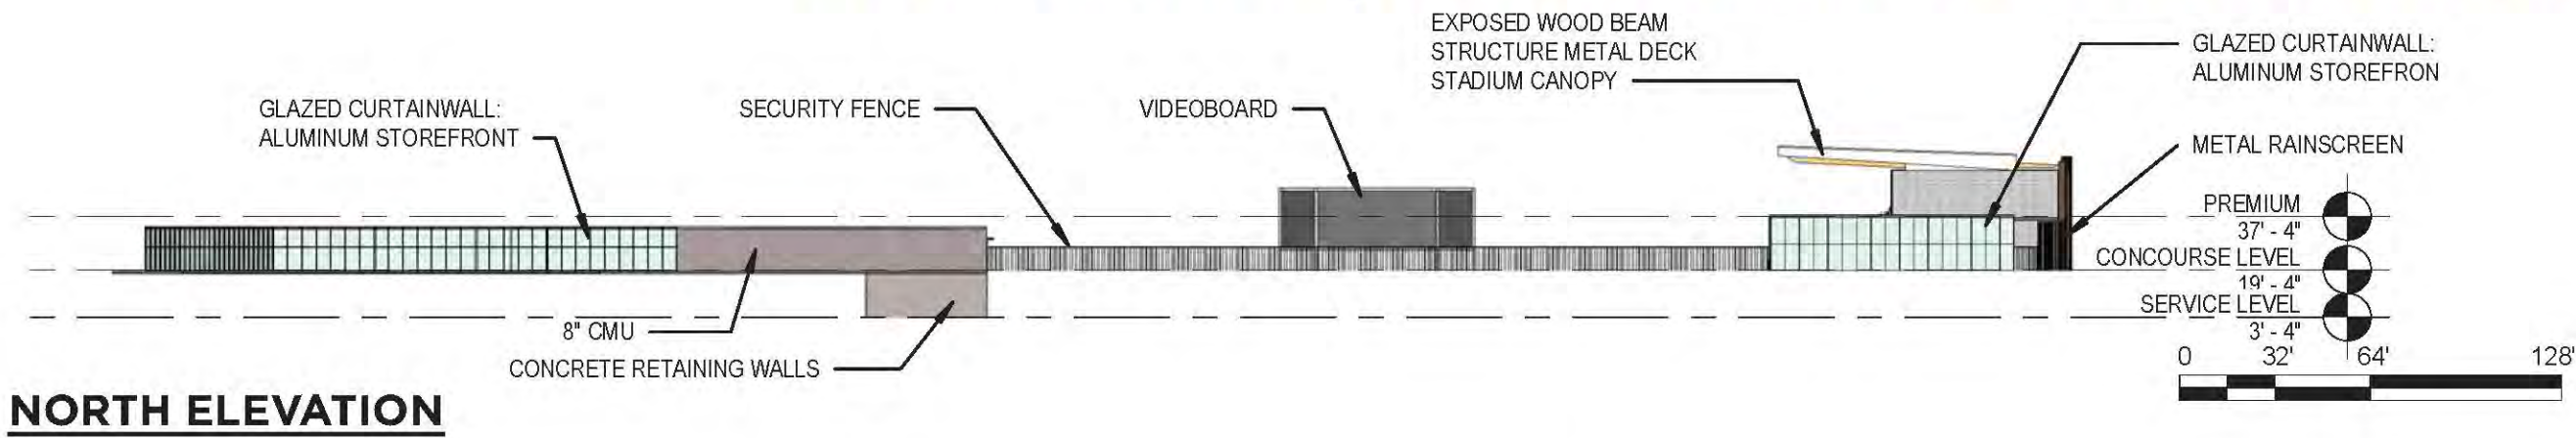 EXPOSED WOOD BEAM
STRUCTURE METAL DECK
STADIUM CANOPY
GLAZED CURTAINWALL:
ALUMINUM STOREFRON
GLAZED CURTAINWALL:
ALUMINUM STOREFRONT
SECURITY FENCE
VIDEOBOARD
METAL RAINSCREEN
PREMIUM
37' - 4"
CONCOURSE LEVEL
19' - 4"
SERVICE LEVEL
3' - 4"
8" CMU
CONCRETE RETAINING WALLS
0 32' 64' 128'
NORTH ELEVATION